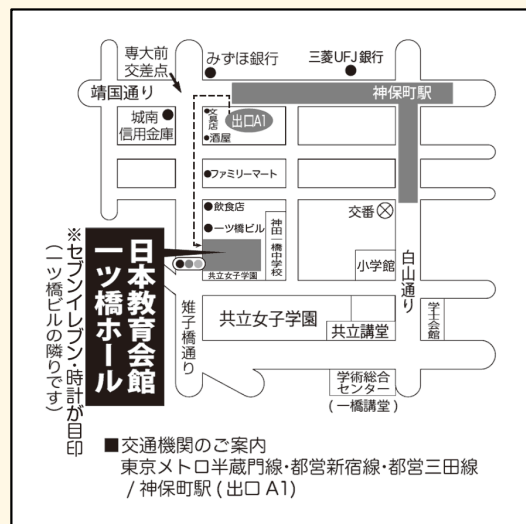 専大前
交差点
みずほ銀行
三菱UFJ銀行
靖国通り
神保町駅
城南
信用金庫
文具店
出口A1
酒屋
ファミリーマート
飲食店
一ツ橋ビル
神田一橋中学校
交番
共立女子学園
小学館
白山通り
雉子橋通り
共立女子学園
共立講堂
学士会館
学術総合
センター
(一橋講堂)
日本教育会館
一ツ橋ホール
※セブンイレブン・時計が目印
(一ツ橋ビルの隣りです)
■交通機関のご案内
東京メトロ半蔵門線・都営新宿線・都営三田線
/ 神保町駅 ( 出口 A1)